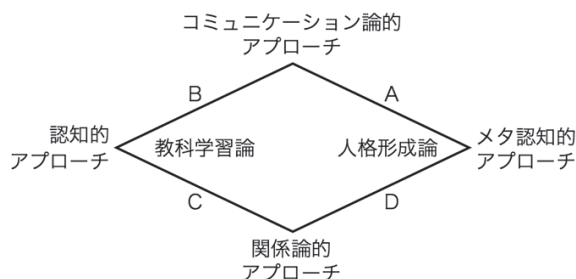 コミュニケーション論的
アプローチ
B
A
認知的
アプローチ
教科学習論
人格形成論
メタ認知的
アプローチ
C
D
関係論的
アプローチ